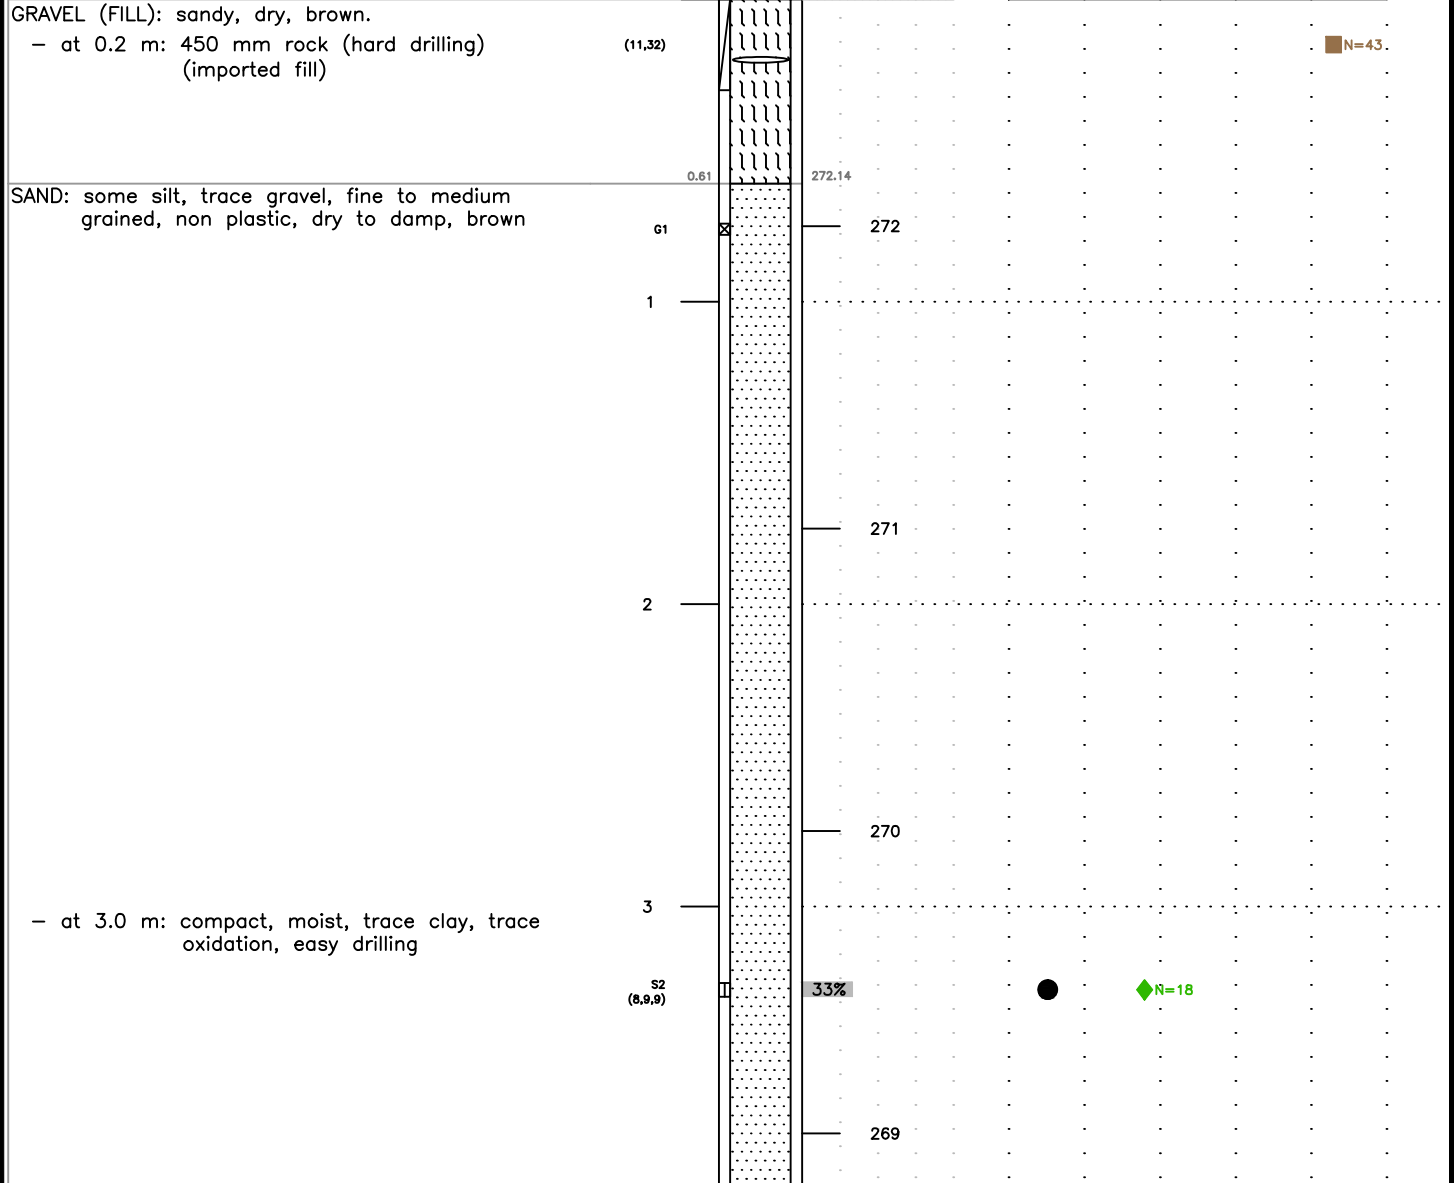 GRAVEL (FILL): sandy, dry, brown.
– at 0.2 m: 450 mm rock (hard drilling)
(11,32)
N=43
(imported fill)
0.61
272.14
SAND: some silt, trace gravel, fine to medium
grained, non plastic, dry to damp, brown
G1
272
1
271
2
270
3
– at 3.0 m: compact, moist, trace clay, trace
oxidation, easy drilling
S2
(8,9,9)
33%
N=18
269